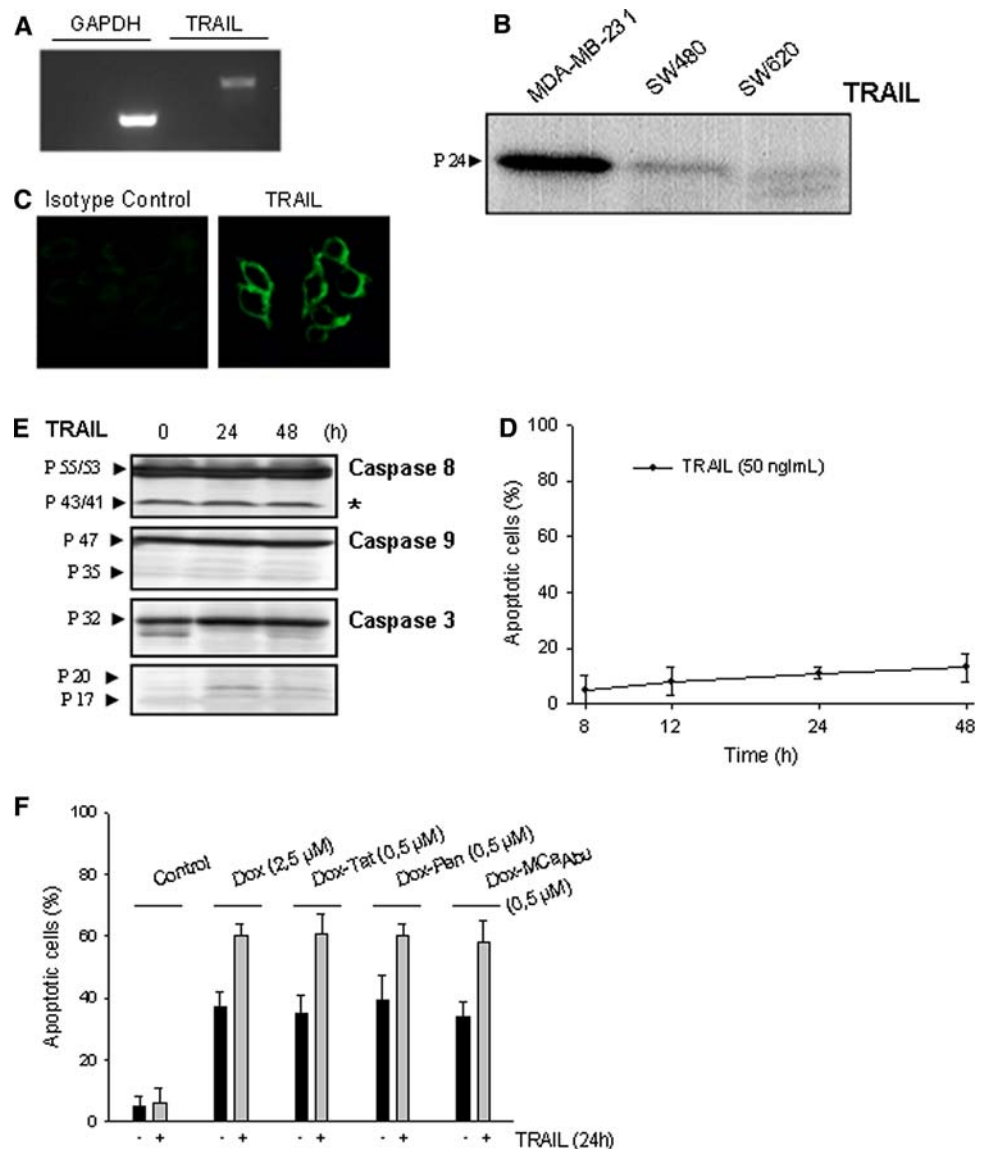 A
GAPDH TRAIL
B
MDA-MB-231 SW480 SW620 TRAIL
P 24
C
Isotype Control TRAIL
E TRAIL 0 24 48 (h)
P 55/53 Caspase 8
P 43/41 *
P 47 Caspase 9
P 35
P 32 Caspase 3
P 20
P 17
D
100
80
60
40
20
0
Apoptotic cells (%)
TRAIL (50 ng/mL)
8 12 24 48
Time (h)
F
100
80
60
40
20
0
Apoptotic cells (%)
Control
Dox (2,5 µM)
Dox-Tat (0,5 µM)
Dox-Pen (0,5 µM)
Dox-MCaAbu
(0,5 µM)
- + - + - + - + - + TRAIL (24h)